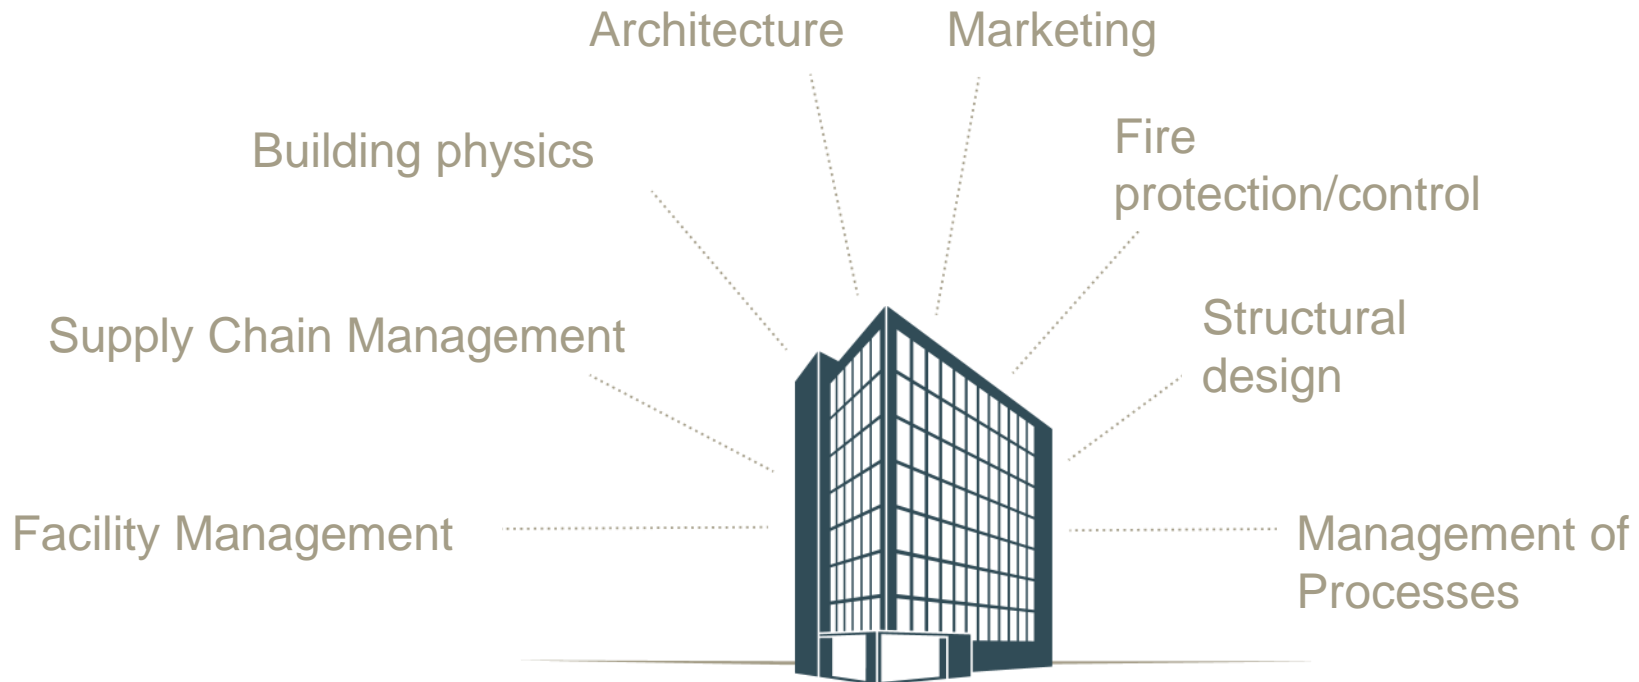 Architecture
Marketing
Building physics
Fire
protection/control
Supply Chain Management
Structural
design
Facility Management
Management of
Processes